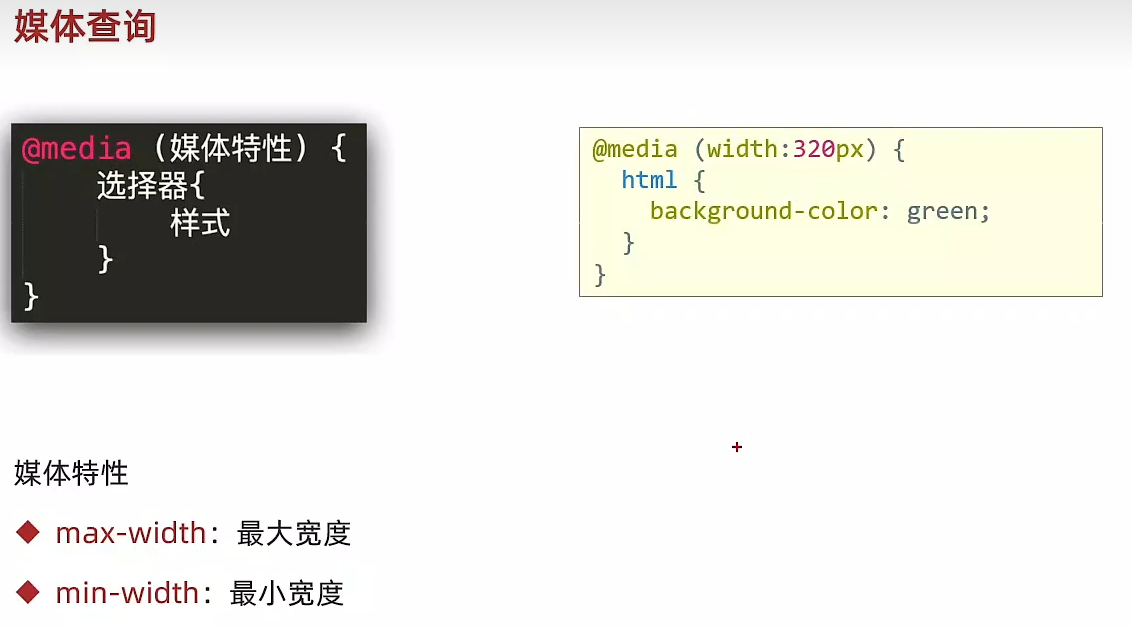 媒体查询
@media (媒体特性) {
选择器{
样式
}
}
@media (width:320px) {
html {
background-color: green;
}
}
媒体特性
max-width：最大宽度
min-width：最小宽度